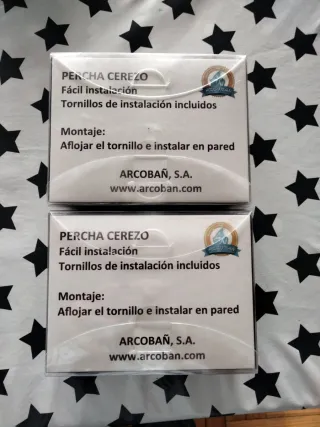 PERCHA CEREZO
Fácil instalación
Tornillos de instalación incluidos
Montaje:
Aflojar el tornillo e instalar en pared
ARCOBAÑ, S.A.
www.arcoban.com
PERCHA CEREZO
Fácil instalación
Tornillos de instalación incluidos
Montaje:
Aflojar el tornillo e instalar en pared
ARCOBAÑ, S.A.
www.arcoban.com